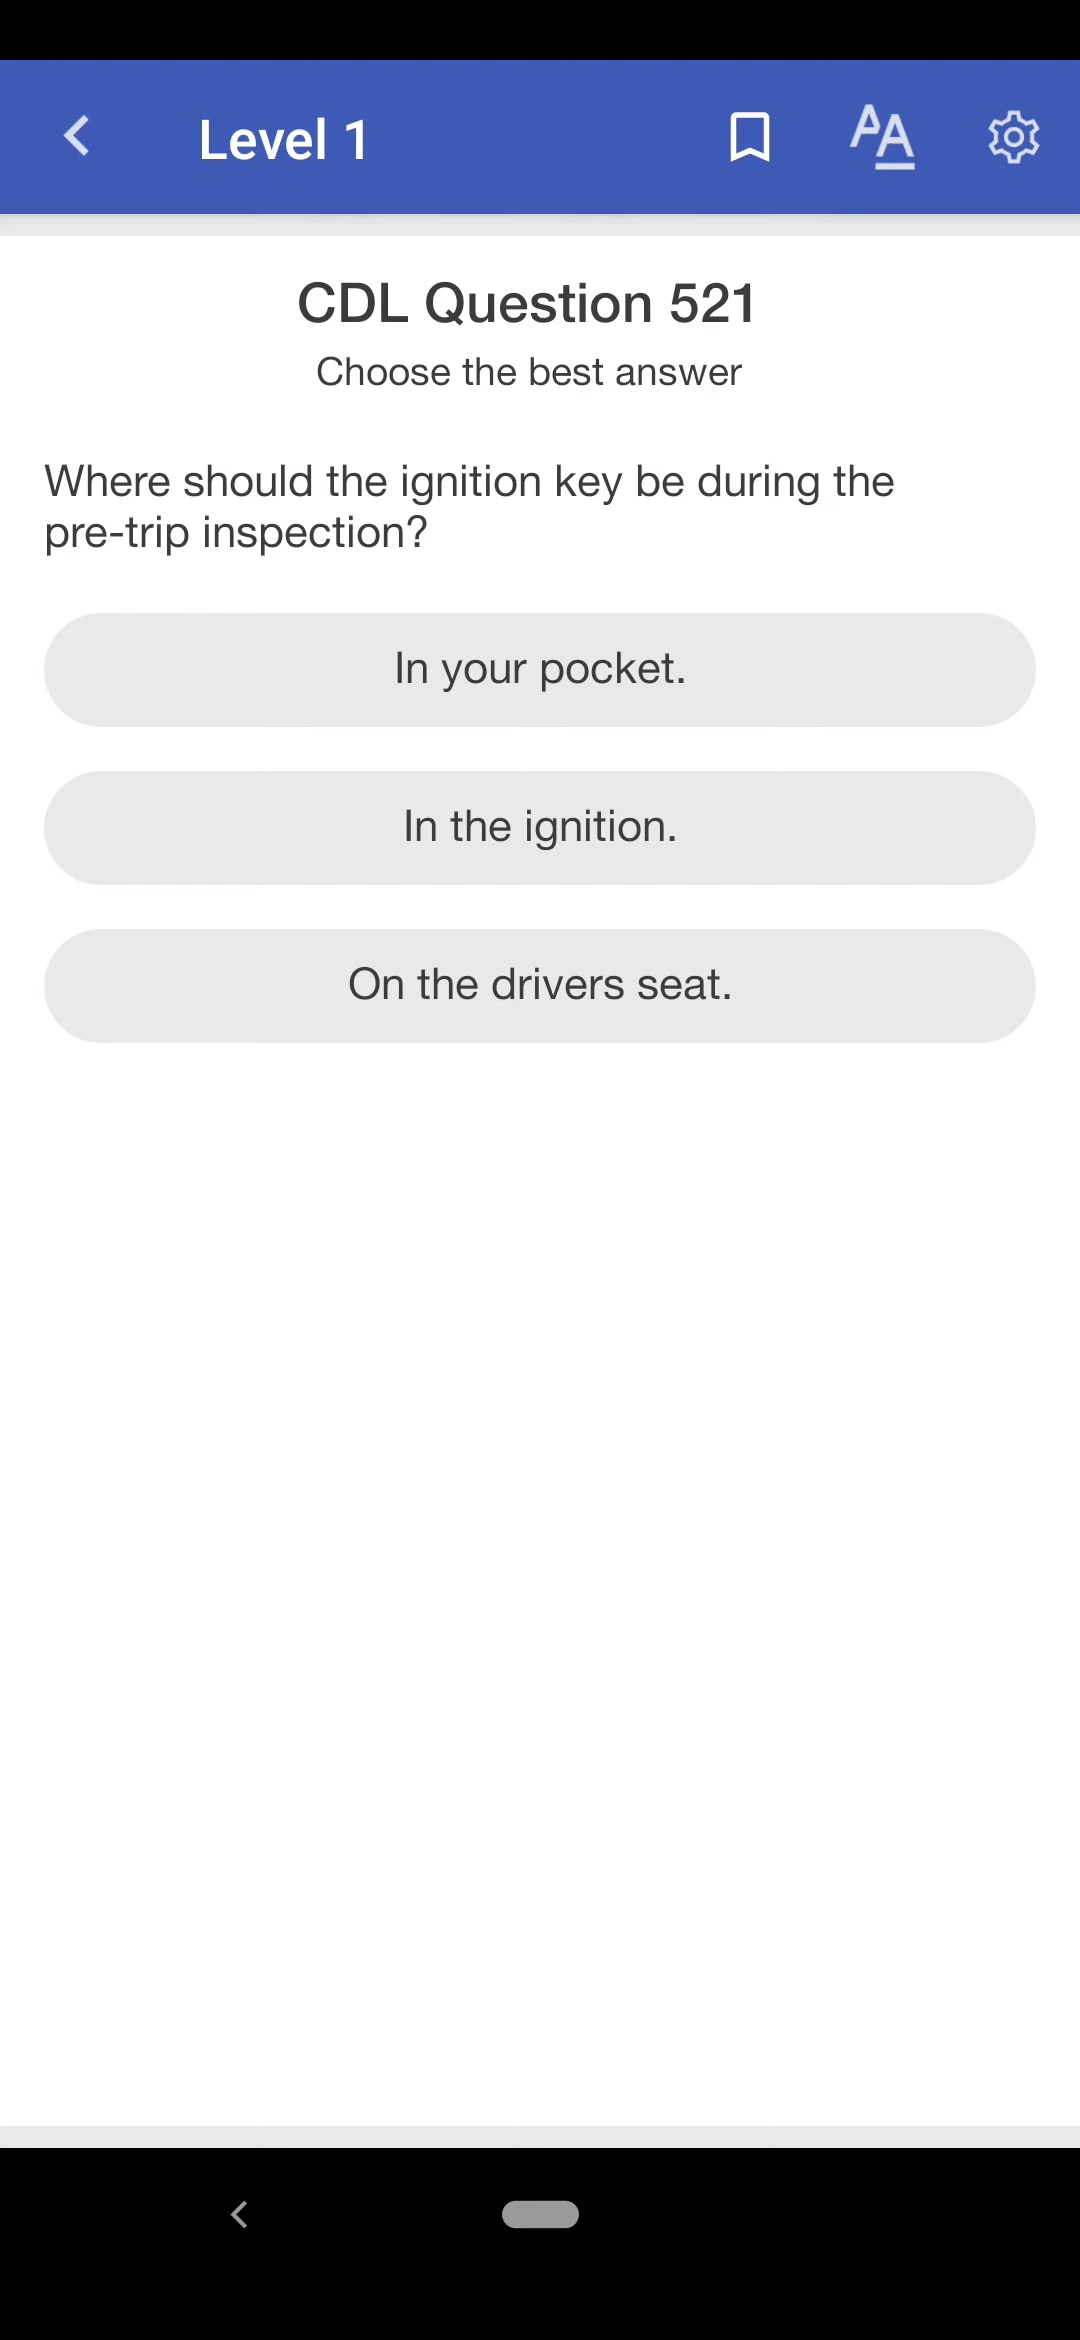 Level 1
CDL Question 521
Choose the best answer
Where should the ignition key be during the
pre-trip inspection?
In your pocket.
In the ignition.
On the drivers seat.